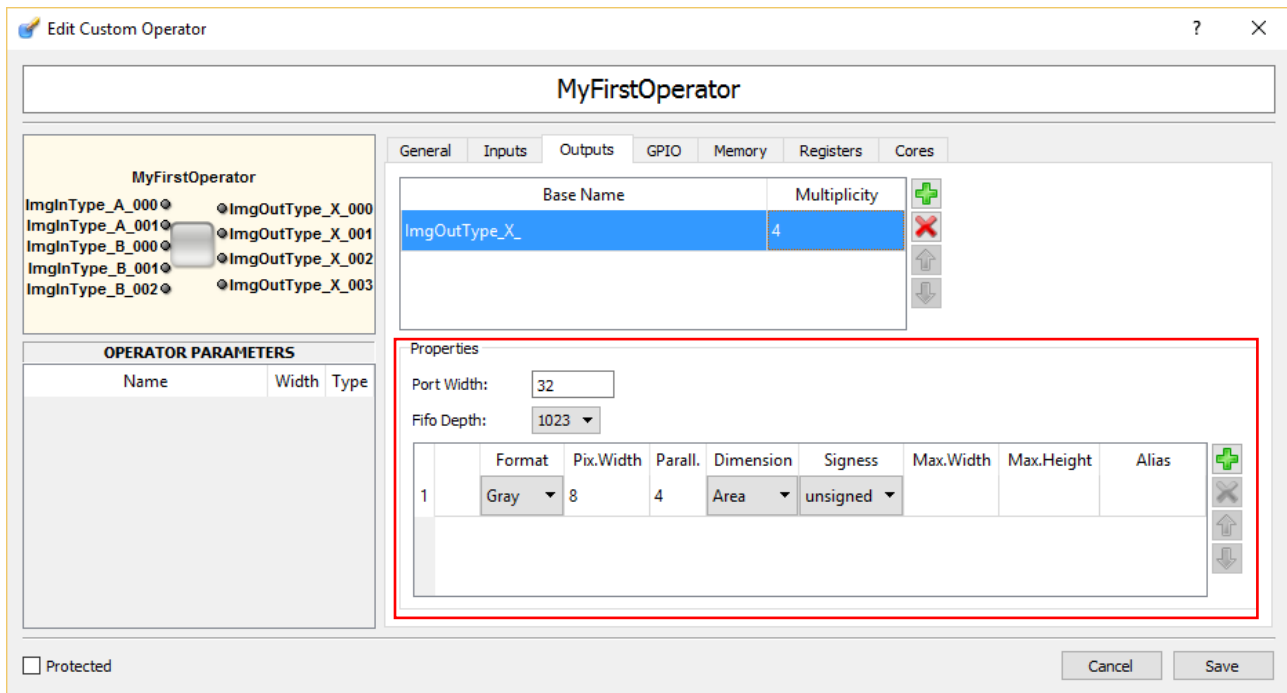 Edit Custom Operator ?
MyFirstOperator
MyFirstOperator
ImgInType_A_000
ImgInType_A_001
ImgInType_B_000
ImgInType_B_001
ImgInType_B_002
ImgOutType_X_000
ImgOutType_X_001
ImgOutType_X_002
ImgOutType_X_003
OPERATOR PARAMETERS
Name Width Type
General Inputs Outputs GPIO Memory Registers Cores
Base Name Multiplicity
ImgOutType_X_ 4
Properties
Port Width: 32
Fifo Depth: 1023
Format Pix.Width Parall. Dimension Signess Max.Width Max.Height Alias
1 Gray 8 4 Area unsigned
Protected
Cancel Save